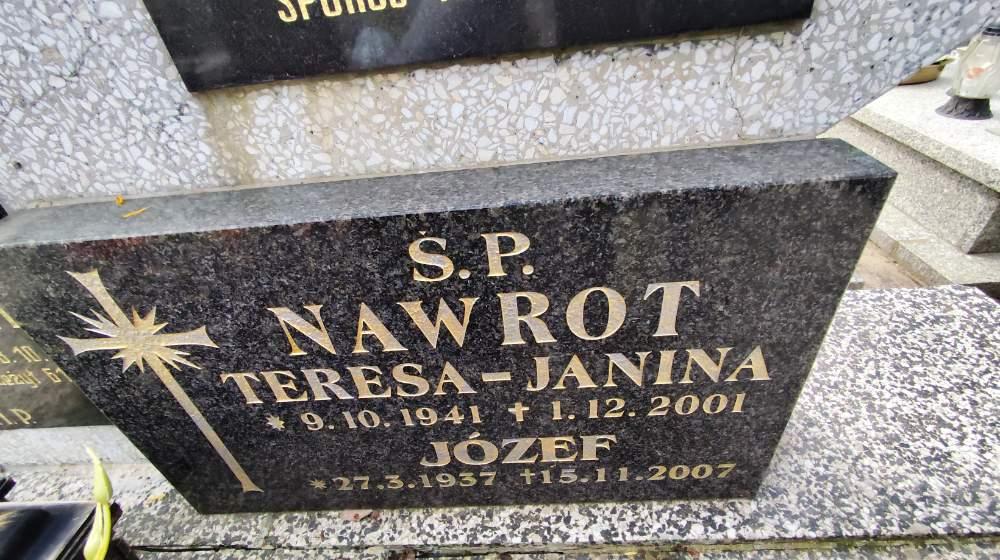 Ś.P.
NAWROT
TERESA-JANINA
* 9.10.1941 † 1.12.2001
JÓZEF
*27.3.1937 †15.11.2007